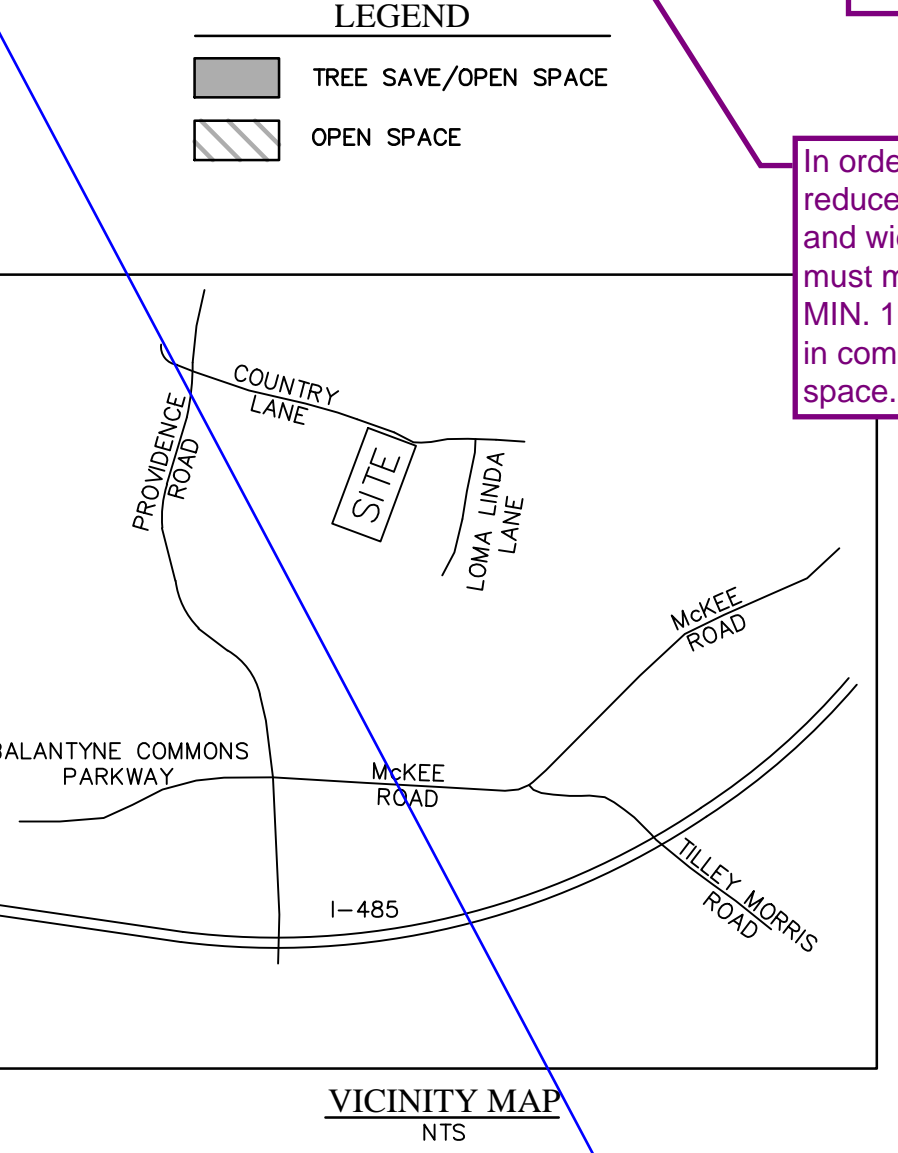 LEGEND
TREE SAVE/OPEN SPACE
OPEN SPACE
In orde
reduce
and wi
must m
MIN. 1
in com
space.
COUNTRY
LANE
PROVIDENCE
ROAD
SITE
LOMA LINDA
LANE
McKEE
ROAD
BALANTYNE COMMONS
PARKWAY
McKEE
ROAD
I-485
TILLEY MORRIS
ROAD
VICINITY MAP
NTS